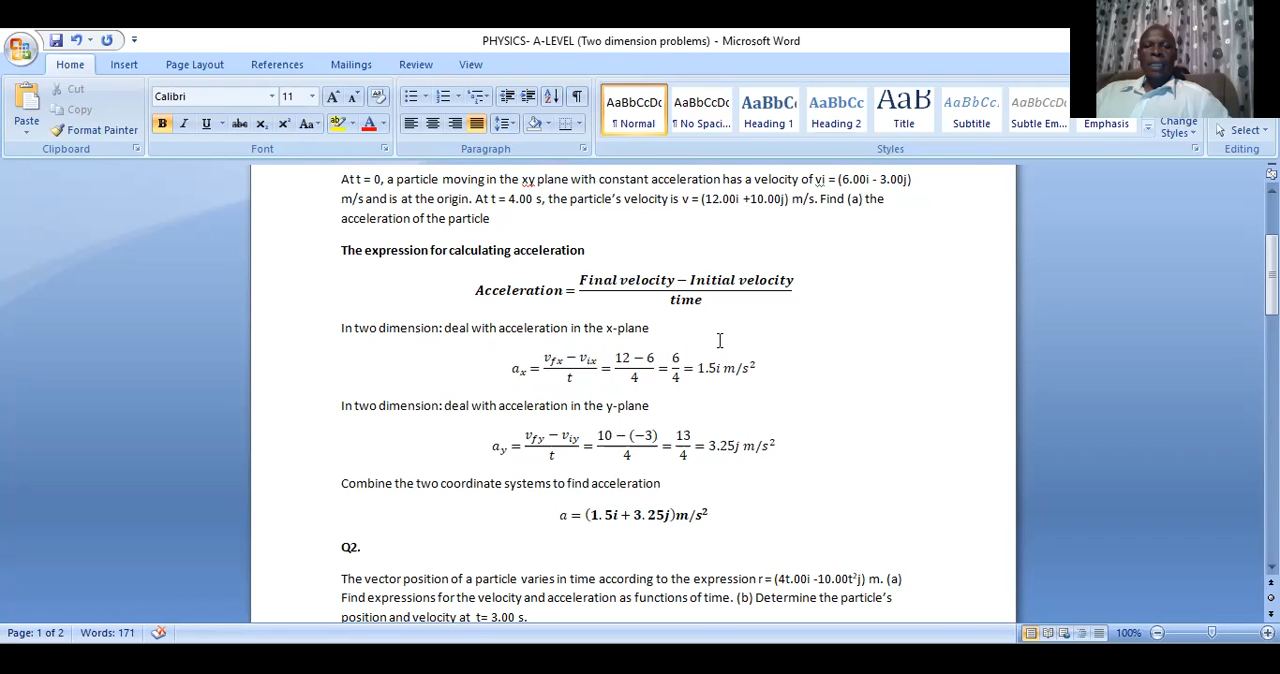 PHYSICS- A-LEVEL (Two dimension problems) - Microsoft Word
Home Insert Page Layout References Mailings Review View
Paste
Cut
Copy
Format Painter
Clipboard
Calibri 11
B I U abc x₂ x² Aa
Font
Paragraph
AaBbCcDc AaBbCcDc AaBbC AaBbCc AaB AaBbCc. AaBbCcDc
¶ Normal ¶ No Spaci... Heading 1 Heading 2 Title Subtitle Subtle Em... Emphasis
Change Styles
Styles
Select
Editing
At t = 0, a particle moving in the xy plane with constant acceleration has a velocity of vi = (6.00i - 3.00j)
m/s and is at the origin. At t = 4.00 s, the particle's velocity is v = (12.00i +10.00j) m/s. Find (a) the
acceleration of the particle
The expression for calculating acceleration
Acceleration = (Final velocity − Initial velocity) / time
In two dimension: deal with acceleration in the x-plane
a_x = (v_fx − v_ix) / t = (12 − 6) / 4 = 6/4 = 1.5i m/s²
In two dimension: deal with acceleration in the y-plane
a_y = (v_fy − v_iy) / t = (10 − (−3)) / 4 = 13/4 = 3.25j m/s²
Combine the two coordinate systems to find acceleration
a = (1.5i + 3.25j)m/s²
Q2.
The vector position of a particle varies in time according to the expression r = (4t.00i -10.00t²j) m. (a)
Find expressions for the velocity and acceleration as functions of time. (b) Determine the particle's
position and velocity at t= 3.00 s.
Page: 1 of 2 Words: 171 100%